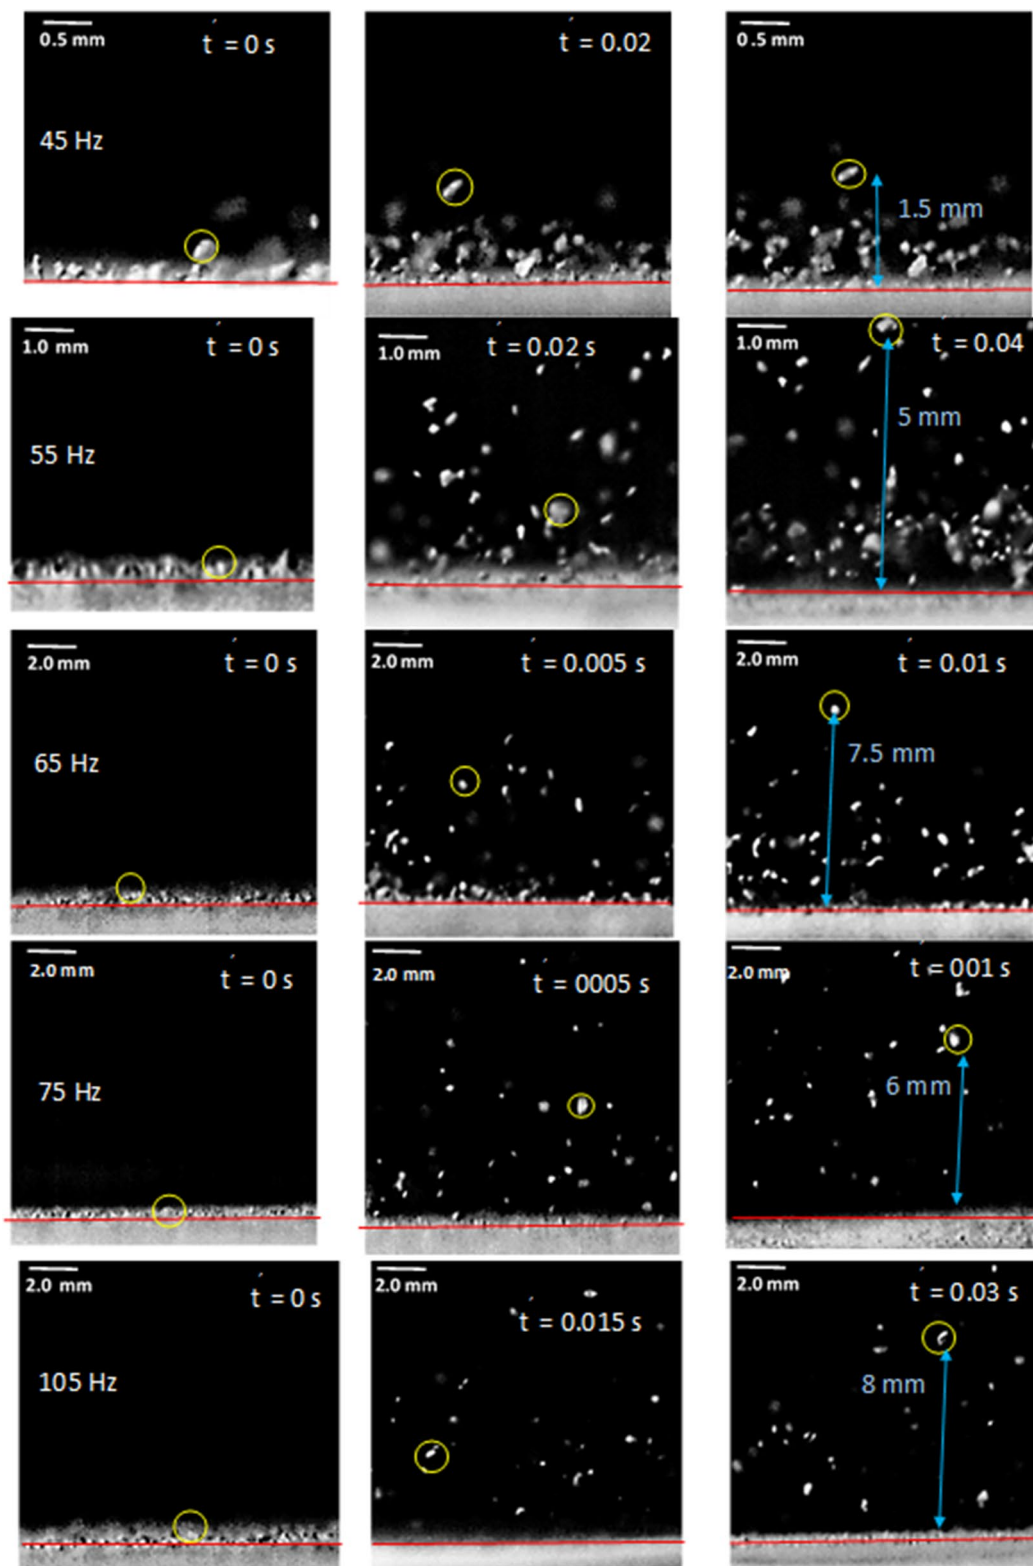 0.5 mm
t´ = 0 s
45 Hz
t´ = 0.02
0.5 mm
1.5 mm
1.0 mm
t´ = 0 s
55 Hz
1.0 mm
t´ = 0.02 s
1.0 mm
t´ = 0.04
5 mm
2.0 mm
t´ = 0 s
65 Hz
2.0 mm
t´ = 0.005 s
2.0 mm
t´ = 0.01 s
7.5 mm
2.0 mm
t´ = 0 s
75 Hz
2.0 mm
t´ = 0005 s
2.0 mm
t´ = 001 s
6 mm
2.0 mm
t´ = 0 s
105 Hz
2.0 mm
t´ = 0.015 s
2.0 mm
t´ = 0.03 s
8 mm